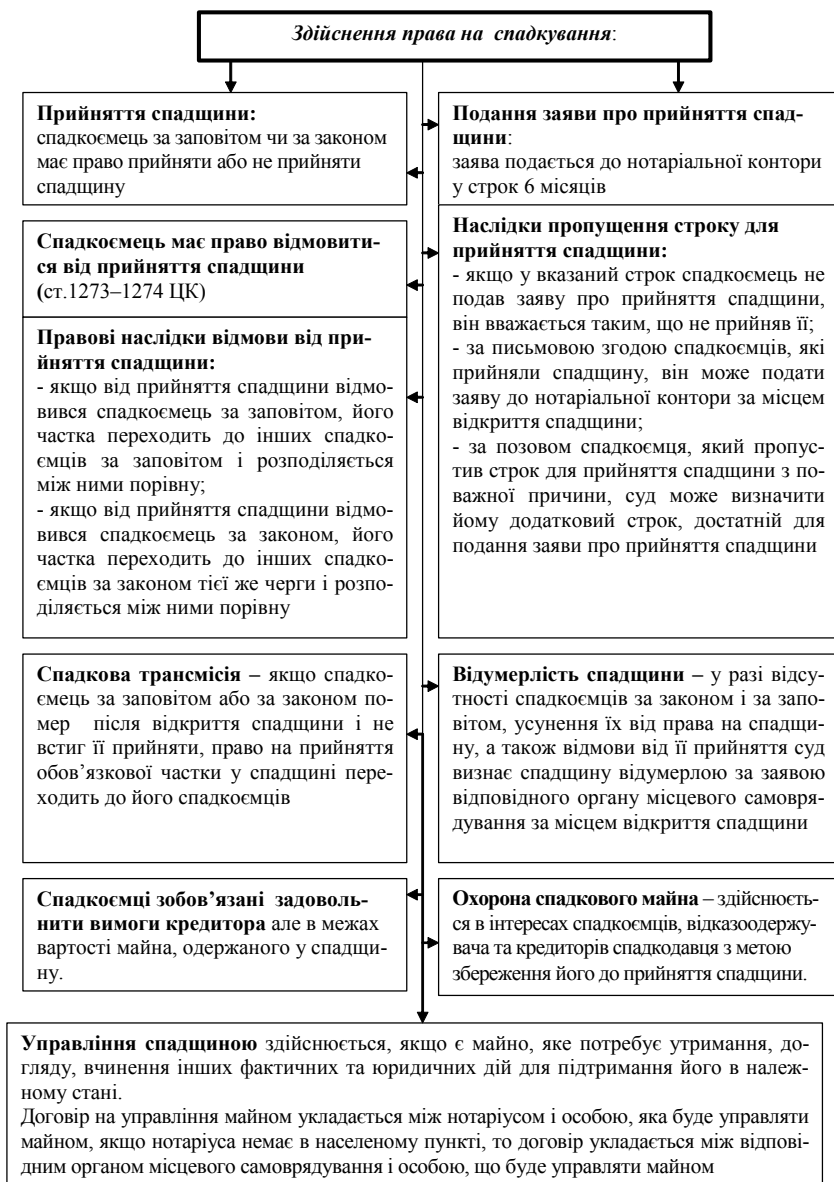 Здійснення права на спадкування:
Прийняття спадщини:
спадкоємець за заповітом чи за законом
має право прийняти або не прийняти
спадщину
Подання заяви про прийняття спад-
щини:
заява подається до нотаріальної контори
у строк 6 місяців
Спадкоємець має право відмовити-
ся від прийняття спадщини
(ст.1273–1274 ЦК)
Наслідки пропущення строку для
прийняття спадщини:
- якщо у вказаний строк спадкоємець не
подав заяву про прийняття спадщини,
він вважається таким, що не прийняв її;
- за письмовою згодою спадкоємців, які
прийняли спадщину, він може подати
заяву до нотаріальної контори за місцем
відкриття спадщини;
- за позовом спадкоємця, який пропус-
тив строк для прийняття спадщини з по-
важної причини, суд може визначити
йому додатковий строк, достатній для
подання заяви про прийняття спадщини
Правові наслідки відмови від при-
йняття спадщини:
- якщо від прийняття спадщини відмо-
вився спадкоємець за заповітом, його
частка переходить до інших спадко-
ємців за заповітом і розподіляється
між ними порівну;
- якщо від прийняття спадщини відмо-
вився спадкоємець за законом, його
частка переходить до інших спадко-
ємців за законом тієї же черги і розпо-
діляється між ними порівну
Спадкова трансмісія – якщо спадко-
ємець за заповітом або за законом по-
мер після відкриття спадщини і не
встиг її прийняти, право на прийняття
обов’язкової частки у спадщині пере-
ходить до його спадкоємців
Відумерлість спадщини – у разі відсу-
тності спадкоємців за законом і за запо-
вітом, усунення їх від права на спадщи-
ну, а також відмови від її прийняття суд
визнає спадщину відумерлою за заявою
відповідного органу місцевого самовря-
дування за місцем відкриття спадщини
Спадкоємці зобов’язані задоволь-
нити вимоги кредитора але в межах
вартості майна, одержаного у спадщи-
ну.
Охорона спадкового майна – здійснюєть-
ся в інтересах спадкоємців, відказоодержу-
вача та кредиторів спадкодавця з метою
збереження його до прийняття спадщини.
Управління спадщиною здійснюється, якщо є майно, яке потребує утримання, до-
гляду, вчинення інших фактичних та юридичних дій для підтримання його в належ-
ному стані.
Договір на управління майном укладається між нотаріусом і особою, яка буде управляти
майном, якщо нотаріуса немає в населеному пункті, то договір укладається між відпові-
дним органом місцевого самоврядування і особою, що буде управляти майном